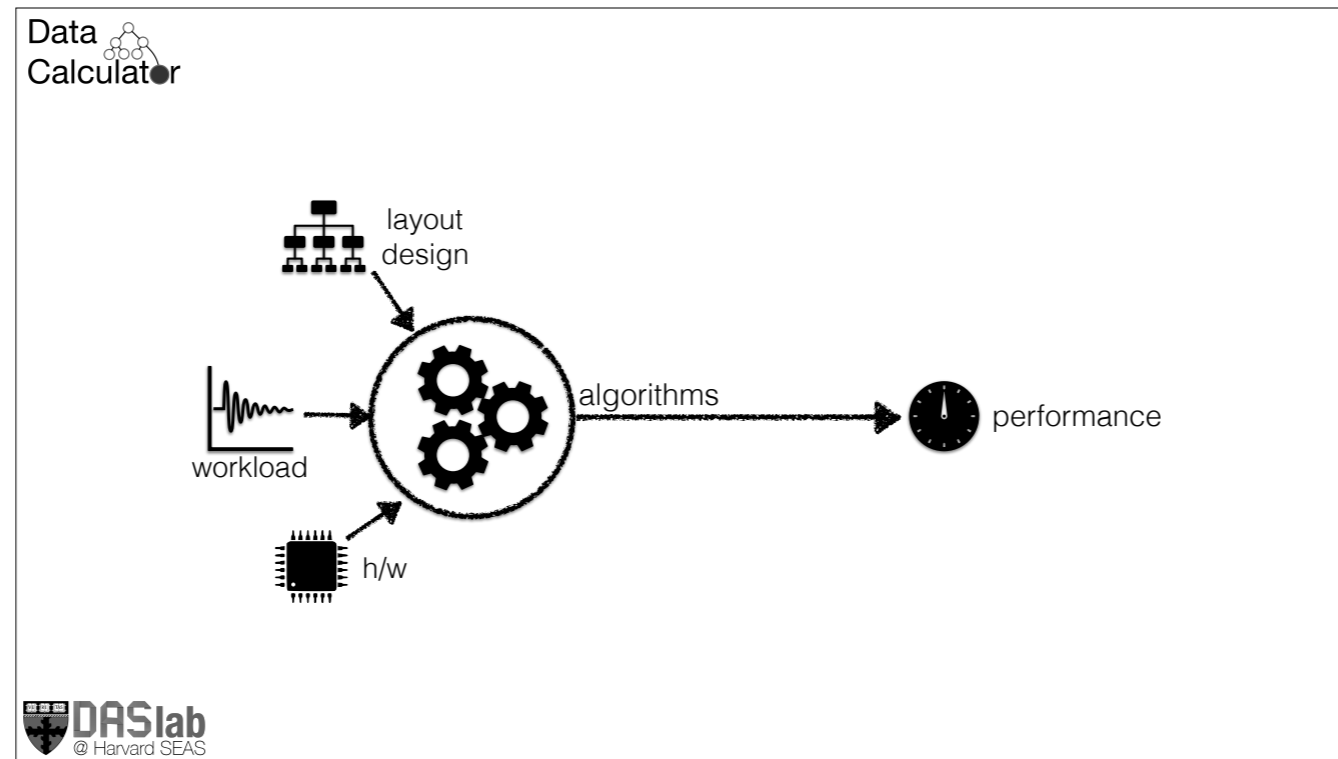 Data
Calculator
layout
design
algorithms
performance
workload
h/w
DASlab
@ Harvard SEAS